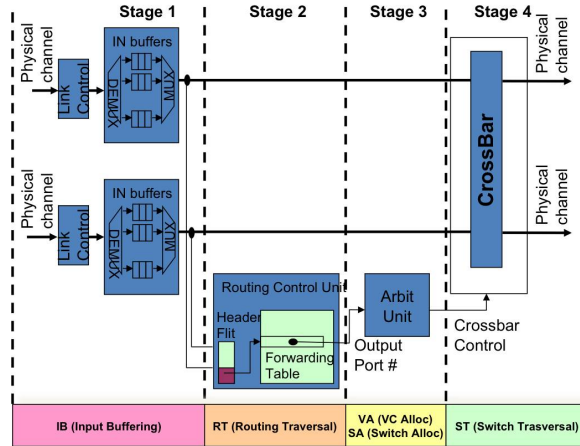 Stage 1
Stage 2
Stage 3
Stage 4
Physical
channel
Link
Control
IN buffers
DEMUX
MUX
Physical
channel
CrossBar
Physical
channel
Link
Control
IN buffers
DEMUX
MUX
Physical
channel
Routing Control Unit
Header
Flit
Forwarding
Table
Arbit
Unit
Output
Port #
Crossbar
Control
IB (Input Buffering)
RT (Routing Traversal)
VA (VC Alloc)
SA (Switch Alloc)
ST (Switch Trasversal)